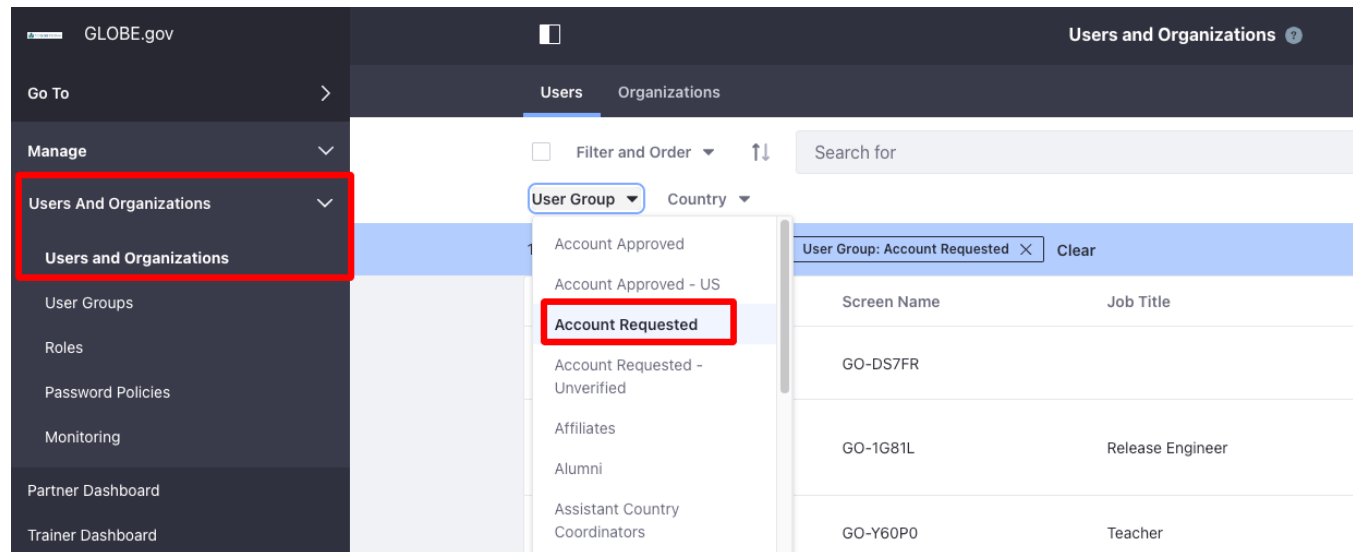 GLOBE.gov
Users and Organizations ?
Go To
Users Organizations
Manage
Filter and Order
Search for
Users And Organizations
User Group Country
Users and Organizations
User Groups
Roles
Password Policies
Monitoring
Partner Dashboard
Trainer Dashboard
Account Approved
Account Approved - US
Account Requested
Account Requested -
Unverified
Affiliates
Alumni
Assistant Country
Coordinators
1
User Group: Account Requested Clear
Screen Name Job Title
GO-DS7FR
GO-1G81L Release Engineer
GO-Y60P0 Teacher